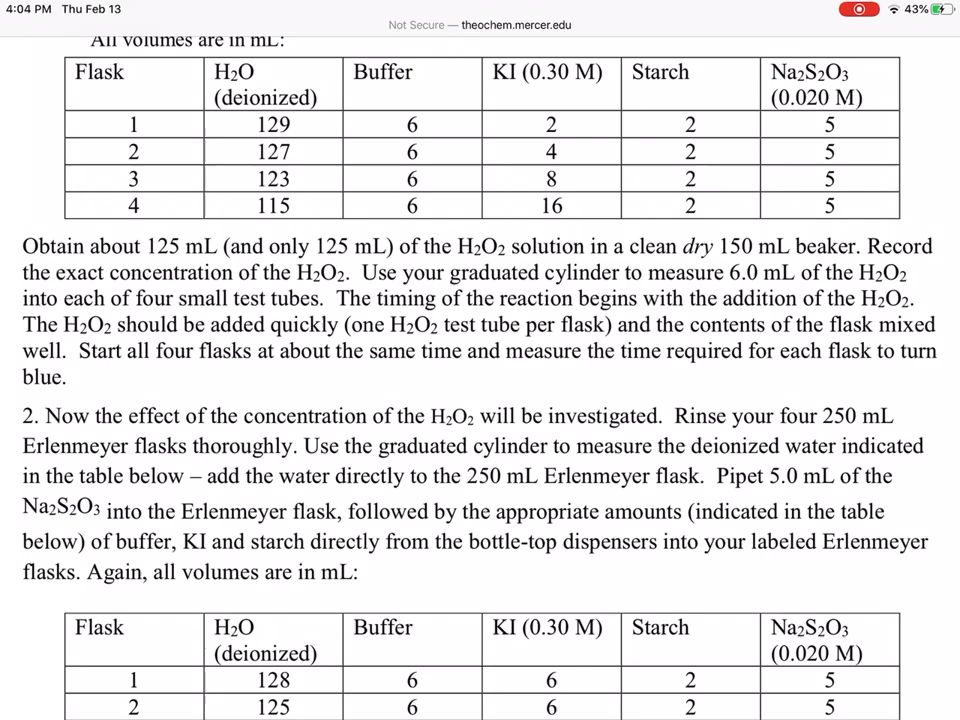 4:04 PM Thu Feb 13
43%
Not Secure — theochem.mercer.edu
All volumes are in mL:
Flask H₂O (deionized) Buffer KI (0.30 M) Starch Na₂S₂O₃ (0.020 M)
1 129 6 2 2 5
2 127 6 4 2 5
3 123 6 8 2 5
4 115 6 16 2 5
Obtain about 125 mL (and only 125 mL) of the H₂O₂ solution in a clean dry 150 mL beaker. Record
the exact concentration of the H₂O₂. Use your graduated cylinder to measure 6.0 mL of the H₂O₂
into each of four small test tubes. The timing of the reaction begins with the addition of the H₂O₂.
The H₂O₂ should be added quickly (one H₂O₂ test tube per flask) and the contents of the flask mixed
well. Start all four flasks at about the same time and measure the time required for each flask to turn
blue.
2. Now the effect of the concentration of the H₂O₂ will be investigated. Rinse your four 250 mL
Erlenmeyer flasks thoroughly. Use the graduated cylinder to measure the deionized water indicated
in the table below – add the water directly to the 250 mL Erlenmeyer flask. Pipet 5.0 mL of the
Na₂S₂O₃ into the Erlenmeyer flask, followed by the appropriate amounts (indicated in the table
below) of buffer, KI and starch directly from the bottle-top dispensers into your labeled Erlenmeyer
flasks. Again, all volumes are in mL:
Flask H₂O (deionized) Buffer KI (0.30 M) Starch Na₂S₂O₃ (0.020 M)
1 128 6 6 2 5
2 125 6 6 2 5